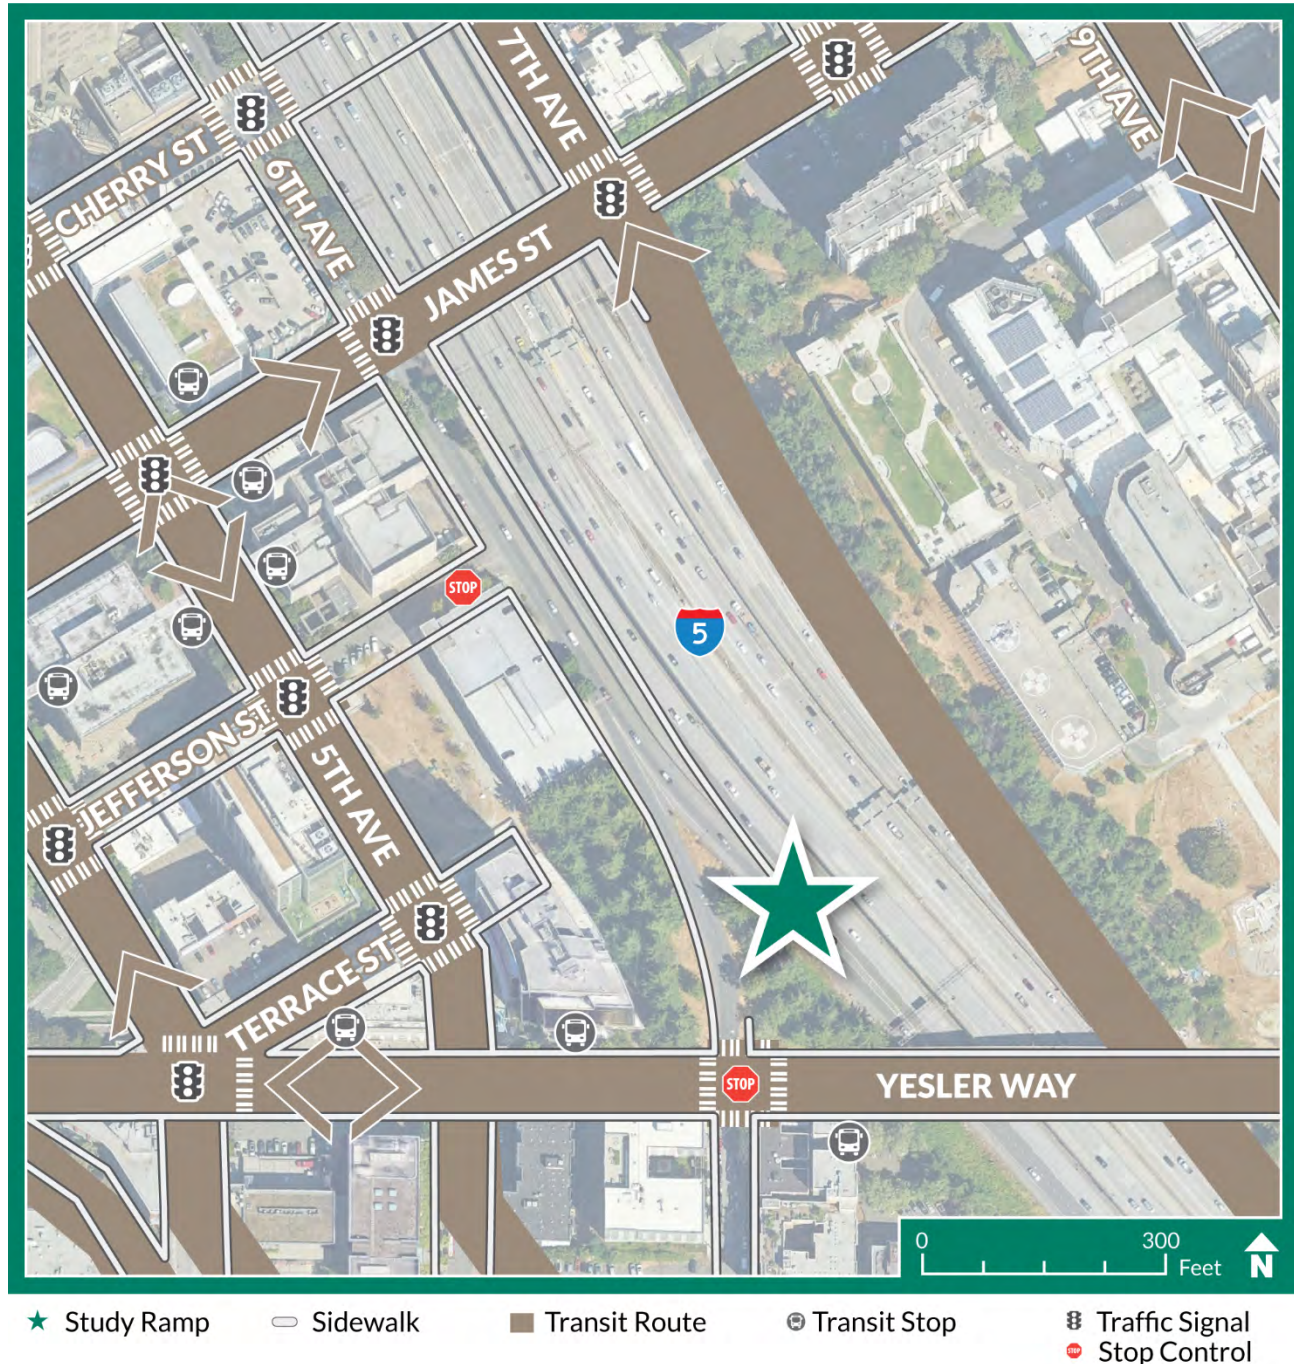 7TH AVE
9TH AVE
CHERRY ST
6TH AVE
JAMES ST
STOP
5
JEFFERSON ST
5TH AVE
TERRACE ST
STOP
YESLER WAY
0 300
Feet N
Study Ramp
Sidewalk
Transit Route
Transit Stop
Traffic Signal
STOP Stop Control